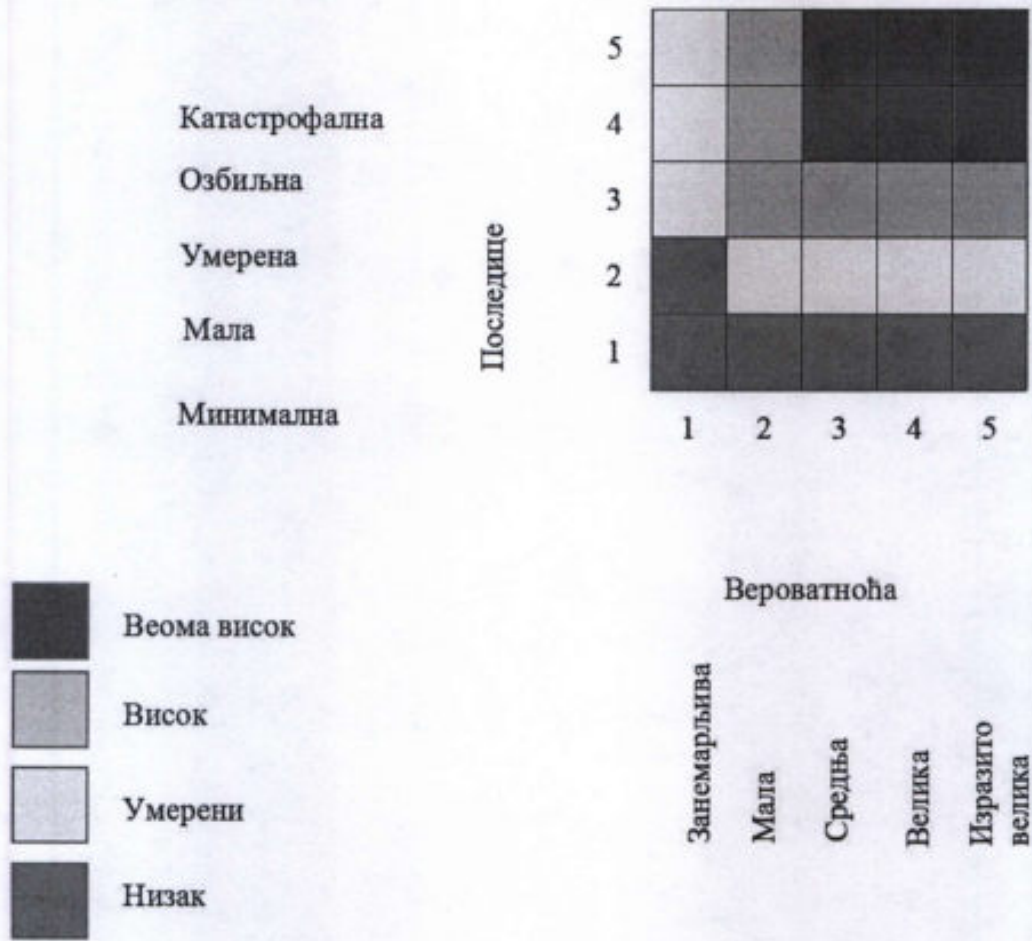 5
Катастрофална
4
Озбиљна
3
Умерена
2
Мала
1
Минимална
Последице
1 2 3 4 5
Вероватноћа
Занемарљива
Мала
Средња
Велика
Изразито
велика
Веома висок
Висок
Умерени
Низак